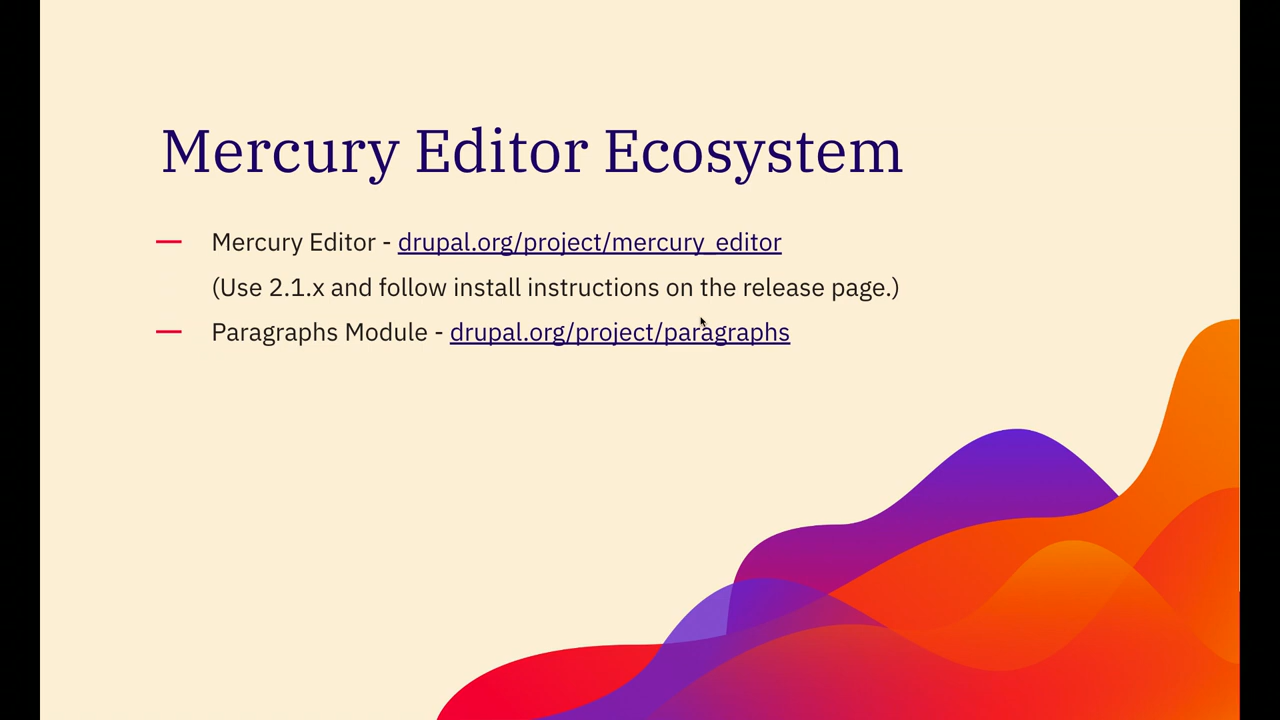 Mercury Editor Ecosystem
Mercury Editor - drupal.org/project/mercury_editor
(Use 2.1.x and follow install instructions on the release page.)
Paragraphs Module - drupal.org/project/paragraphs